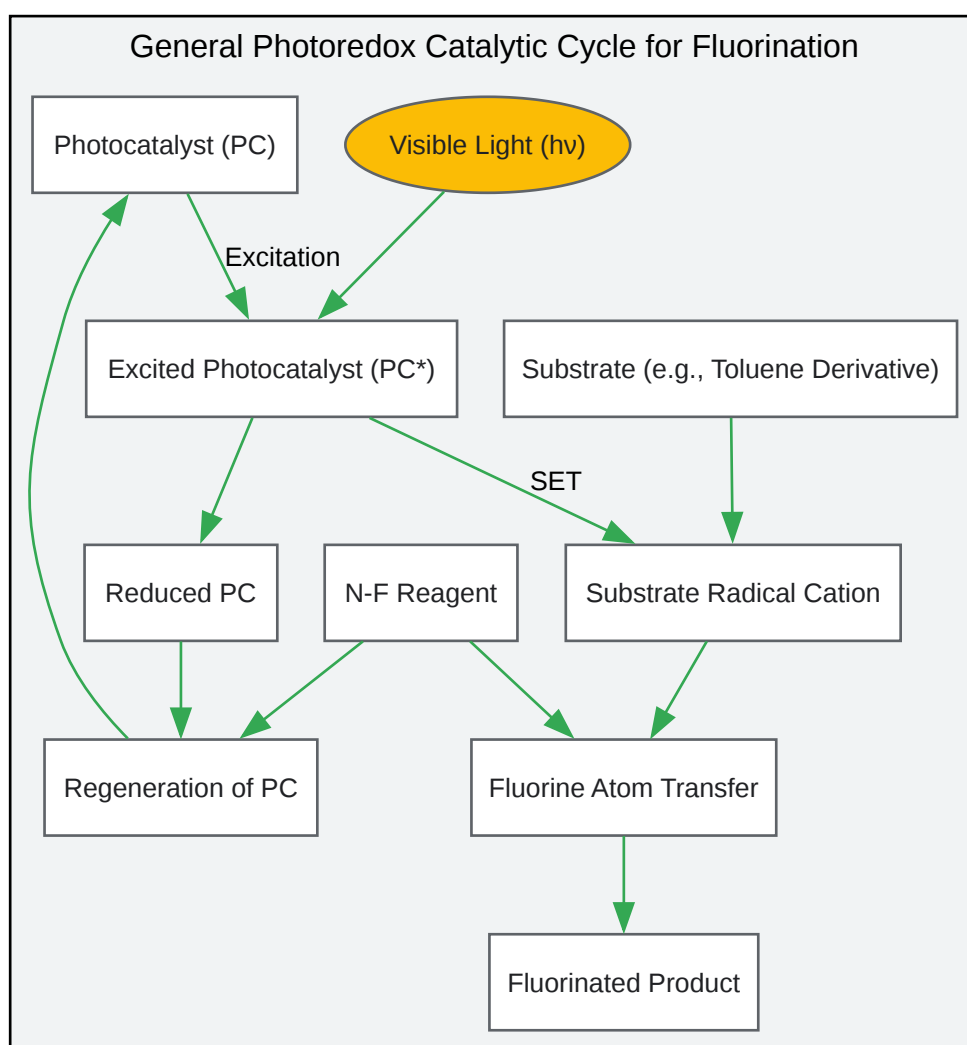 General Photoredox Catalytic Cycle for Fluorination
Photocatalyst (PC)
Visible Light (hν)
Excitation
Excited Photocatalyst (PC*)
Substrate (e.g., Toluene Derivative)
SET
Reduced PC
N-F Reagent
Substrate Radical Cation
Regeneration of PC
Fluorine Atom Transfer
Fluorinated Product